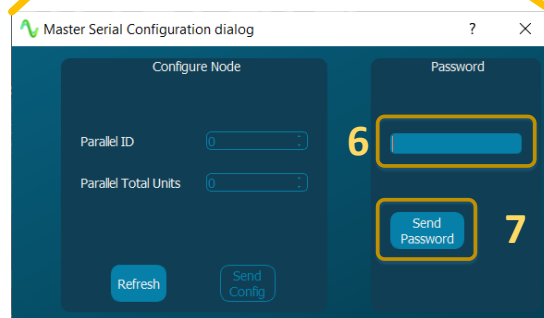 Master Serial Configuration dialog ? ×
Configure Node
Parallel ID 0
Parallel Total Units 0
Refresh
Send
Config
Password
6
Send
Password
7